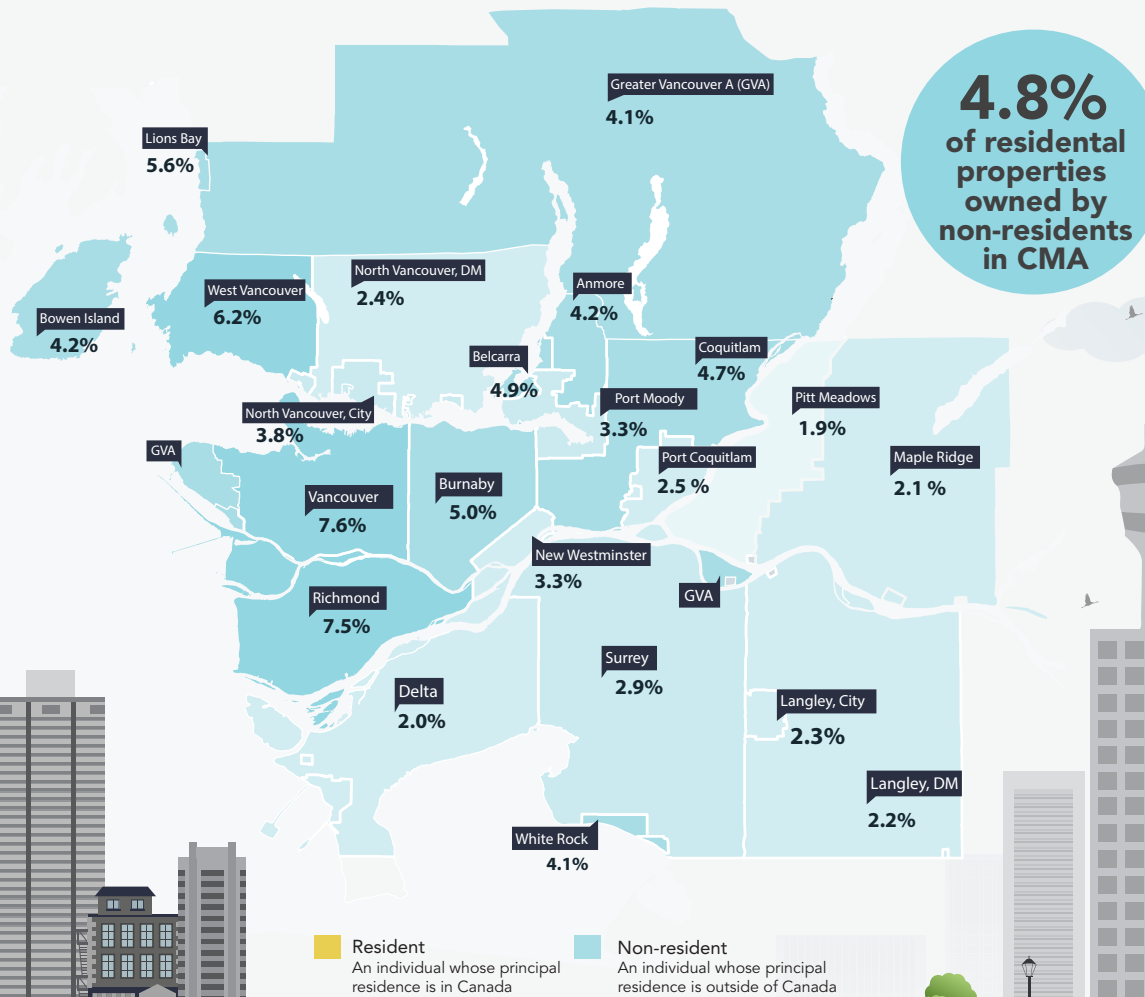 Greater Vancouver A (GVA)
4.1%
4.8%
of residental
properties
owned by
non-residents
in CMA
Lions Bay
5.6%
North Vancouver, DM
2.4%
Anmore
4.2%
West Vancouver
6.2%
Bowen Island
4.2%
Belcarra
4.9%
Coquitlam
4.7%
Port Moody
3.3%
Pitt Meadows
1.9%
North Vancouver, City
3.8%
GVA
Port Coquitlam
2.5 %
Maple Ridge
2.1 %
Vancouver
7.6%
Burnaby
5.0%
New Westminster
3.3%
GVA
Richmond
7.5%
Surrey
2.9%
Delta
2.0%
Langley, City
2.3%
Langley, DM
2.2%
White Rock
4.1%
Resident
An individual whose principal
residence is in Canada
Non-resident
An individual whose principal
residence is outside of Canada